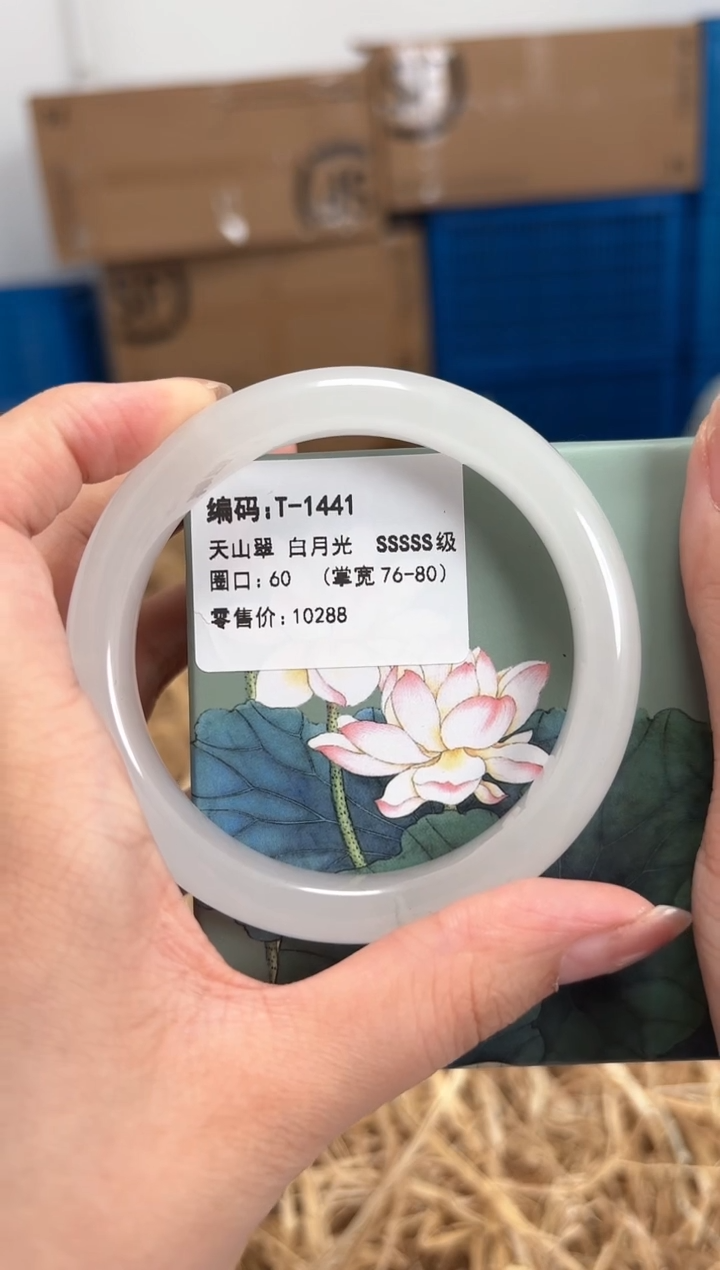 编码:T-1441
天山翠 白月光 SSSSS级
圈口:60 （掌宽76-80）
零售价:10288